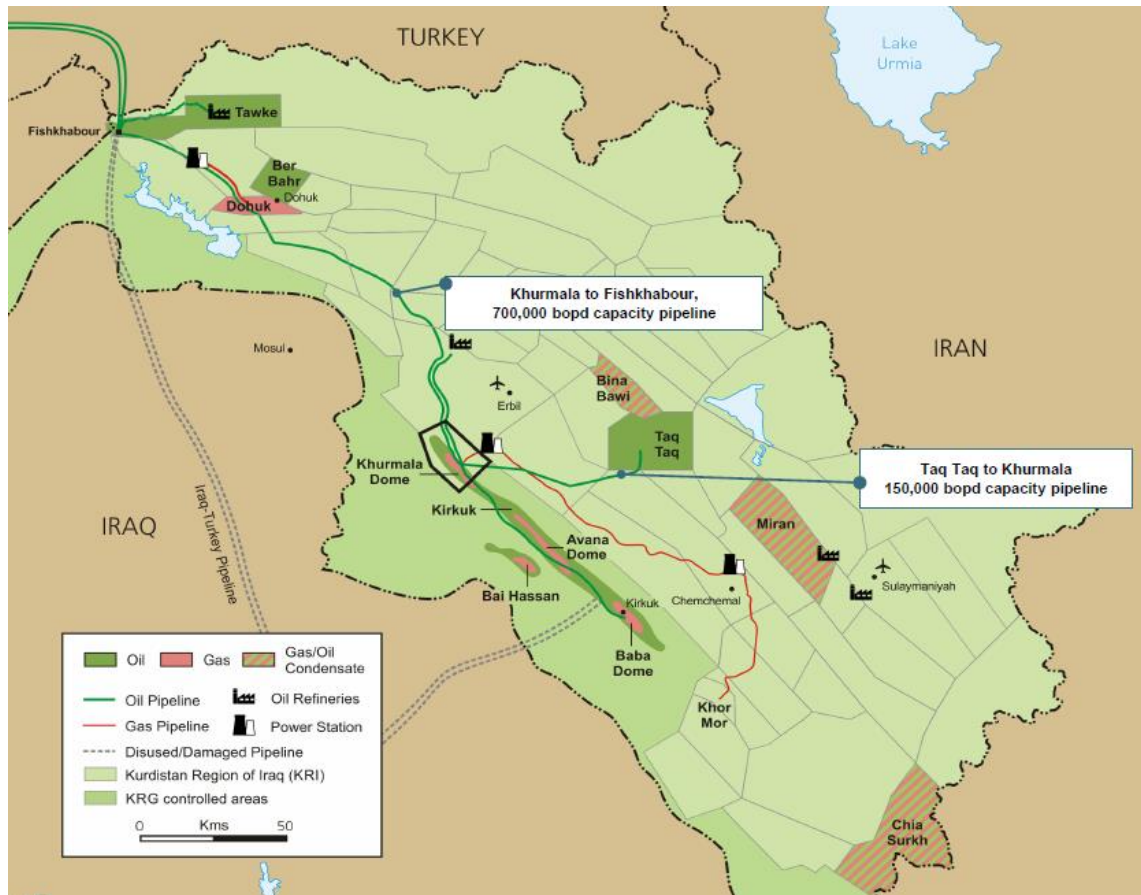 TURKEY
Lake
Urmia
Tawke
Fishkhabour
Ber
Bahr
Dohuk
Dohuk
Khurmala to Fishkhabour,
700,000 bopd capacity pipeline
Mosul
IRAN
Bina
Bawi
Erbil
Taq
Taq
Khurmala
Dome
Taq Taq to Khurmala
150,000 bopd capacity pipeline
Kirkuk
IRAQ
Iraq-Turkey Pipeline
Miran
Avana
Dome
Bai Hassan
Sulaymaniyah
Chemchemal
Kirkuk
Baba
Dome
Khor
Mor
Chia
Surkh
Oil
Gas
Gas/Oil
Condensate
Oil Pipeline
Oil Refineries
Gas Pipeline
Power Station
Disused/Damaged Pipeline
Kurdistan Region of Iraq (KRI)
KRG controlled areas
0 Kms 50